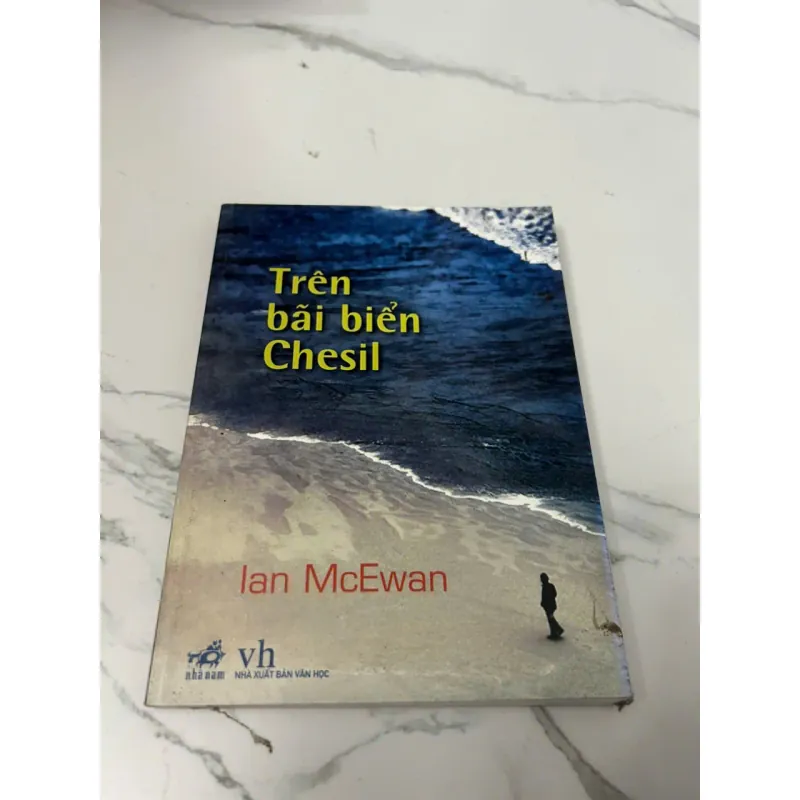 Trên
bãi biển
Chesil
Ian McEwan
nhã nam
vh
NHÀ XUẤT BẢN VĂN HỌC